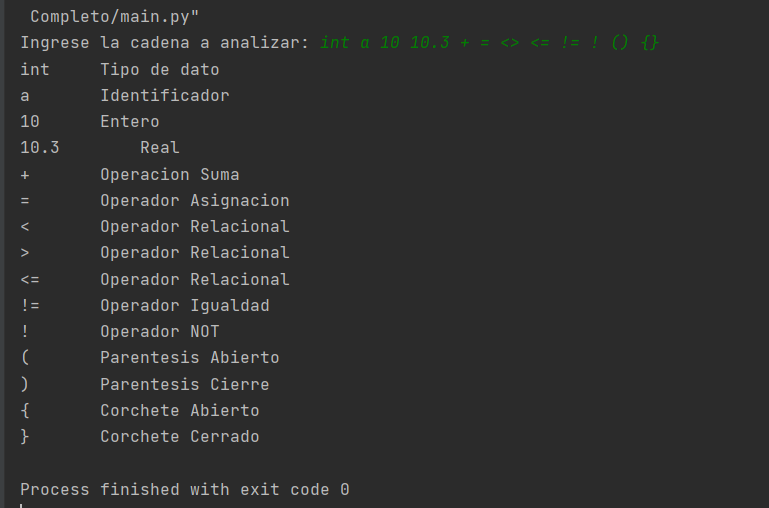 Completo/main.py"
Ingrese la cadena a analizar: int a 10 10.3 + = <> <= != ! () {}
int     Tipo de dato
a       Identificador
10      Entero
10.3        Real
+       Operacion Suma
=       Operador Asignacion
<       Operador Relacional
>       Operador Relacional
<=      Operador Relacional
!=      Operador Igualdad
!       Operador NOT
(       Parentesis Abierto
)       Parentesis Cierre
{       Corchete Abierto
}       Corchete Cerrado
Process finished with exit code 0